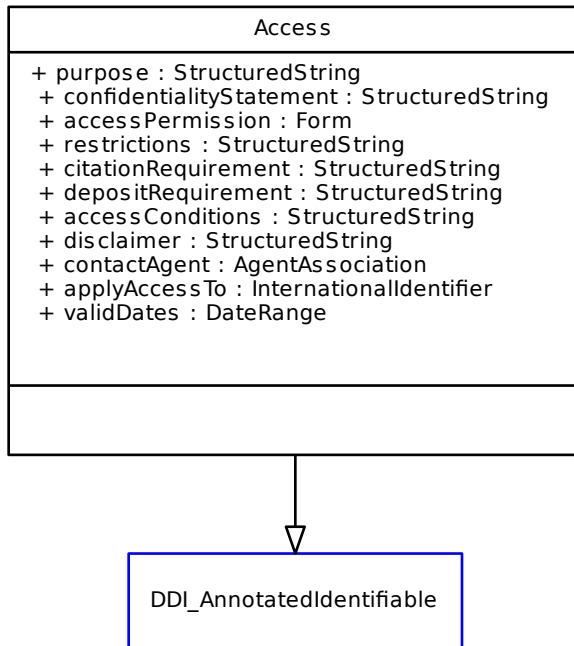 Access
+ purpose : StructuredString
+ confidentialityStatement : StructuredString
+ accessPermission : Form
+ restrictions : StructuredString
+ citationRequirement : StructuredString
+ depositRequirement : StructuredString
+ accessConditions : StructuredString
+ disclaimer : StructuredString
+ contactAgent : AgentAssociation
+ applyAccessTo : InternationalIdentifier
+ validDates : DateRange
DDI_AnnotatedIdentifiable